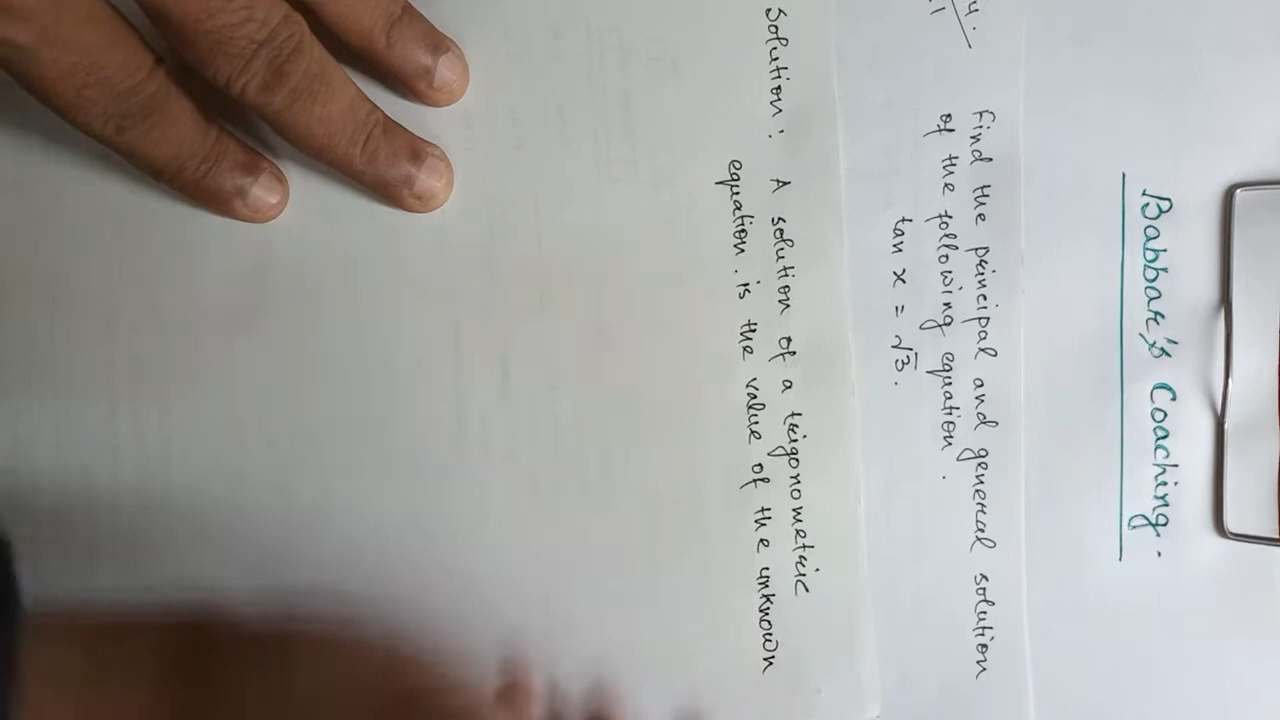 Babbar's Coaching.
4.
.1
Find the principal and general solution
of the following equation.
tan x = √3.
Solution: A solution of a trigonometric
equation. is the value of the unknown